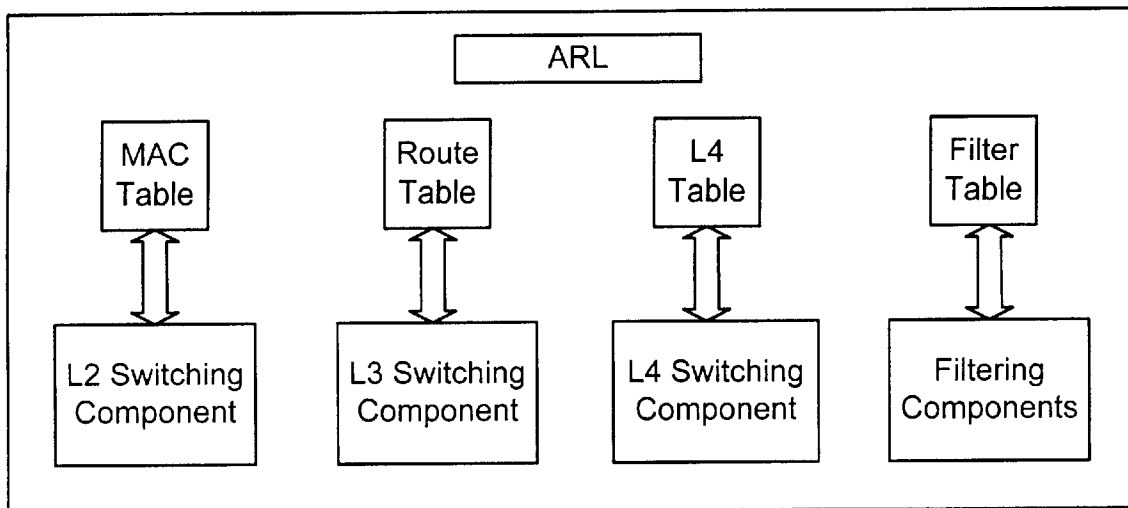 ARL
MAC
Table
Route
Table
L4
Table
Filter
Table
L2 Switching
Component
L3 Switching
Component
L4 Switching
Component
Filtering
Components